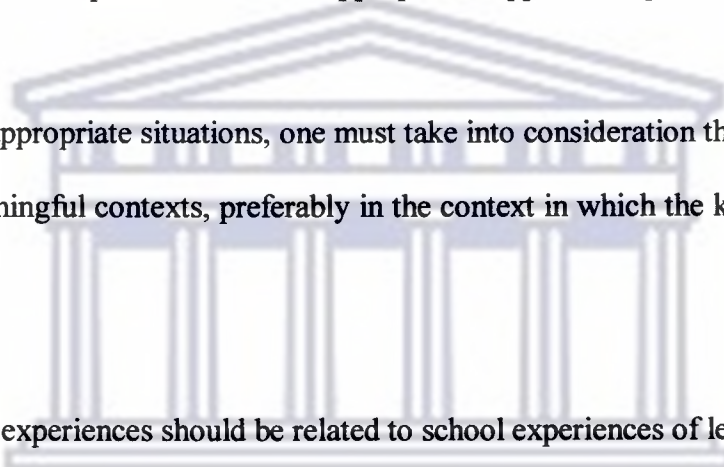 ppropriate situations, one must take into consideration th
ningful contexts, preferably in the context in which the k
experiences should be related to school experiences of le